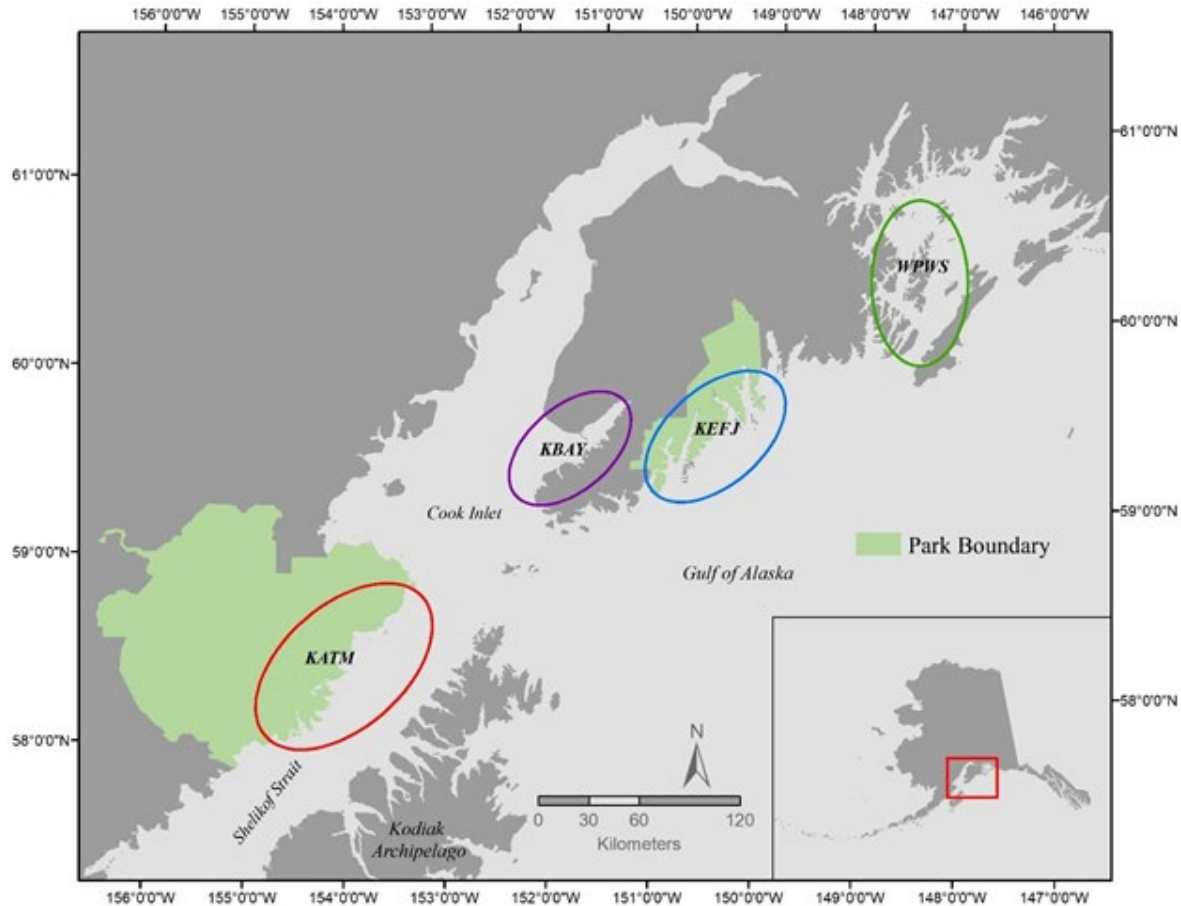 156°0'0"W 155°0'0"W 154°0'0"W 153°0'0"W 152°0'0"W 151°0'0"W 150°0'0"W 149°0'0"W 148°0'0"W 147°0'0"W 146°0'0"W
61°0'0"N
61°0'0"N
WPWS
60°0'0"N
60°0'0"N
KEFJ
KBAY
Cook Inlet
59°0'0"N
59°0'0"N
Park Boundary
Gulf of Alaska
KATM
58°0'0"N
58°0'0"N
N
Shelikof Strait
Kodiak
Archipelago
0 30 60 120
Kilometers
156°0'0"W 155°0'0"W 154°0'0"W 153°0'0"W 152°0'0"W 151°0'0"W 150°0'0"W 149°0'0"W 148°0'0"W 147°0'0"W